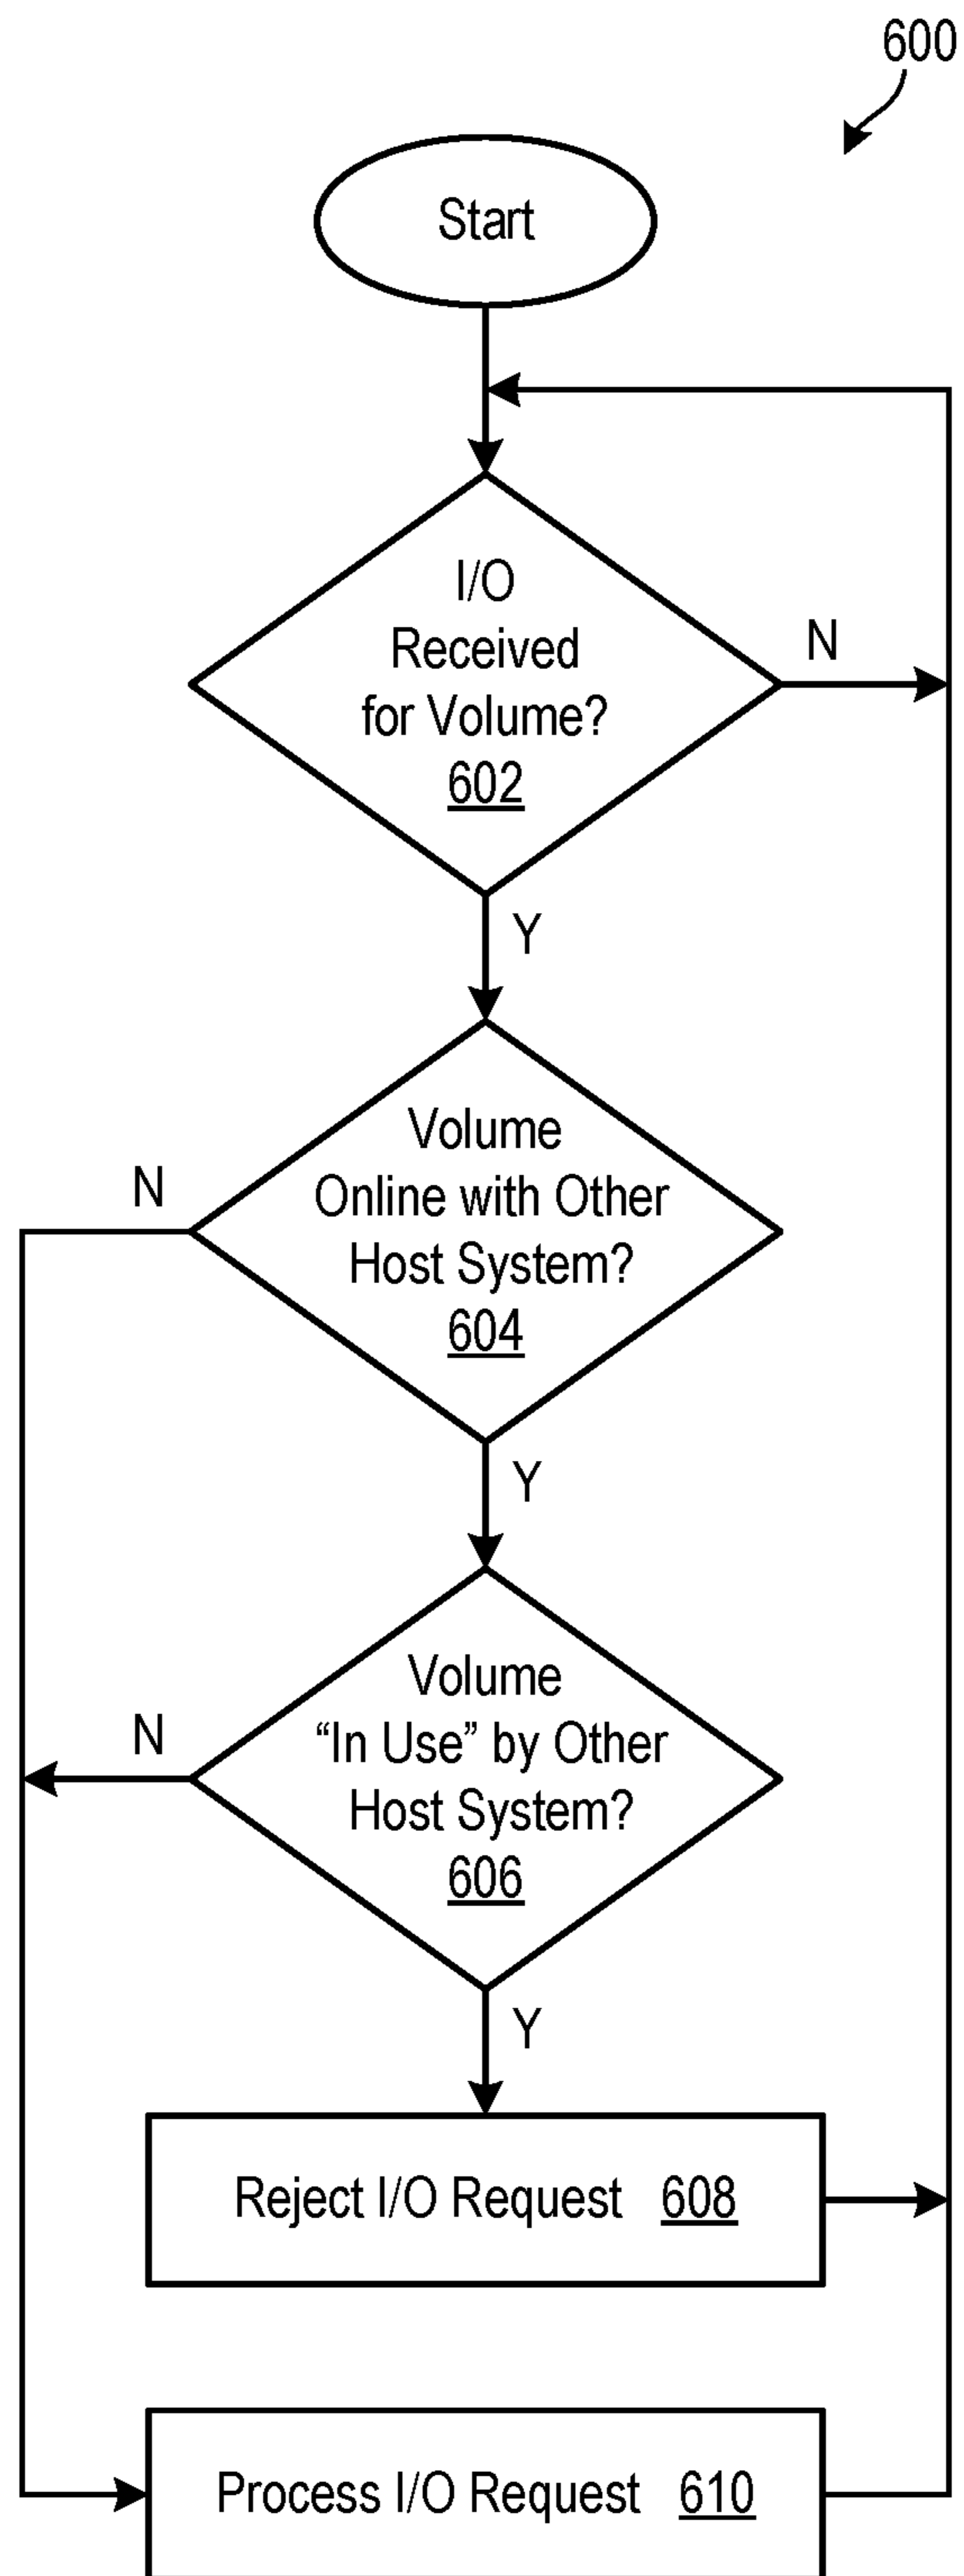 600
Start
I/O
Received
for Volume?
602
N
Y
Volume
Online with Other
Host System?
604
N
Y
Volume
“In Use” by Other
Host System?
606
N
Y
Reject I/O Request 608
Process I/O Request 610